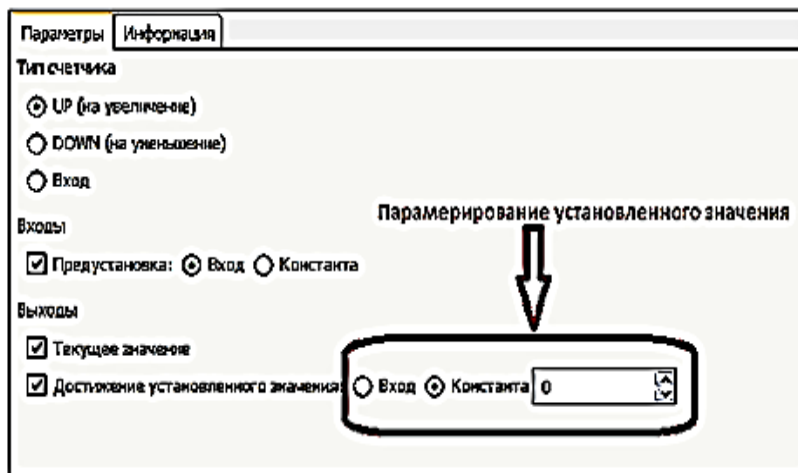 Параметры Информация
Тип счетчика
UP (на увеличение)
DOWN (на уменьшение)
Вход
Парамерирование установленного значения
Входы
Предустановка: Вход Константа
Выходы
Текущее значение
Достижение установленного значения: Вход Константа 0